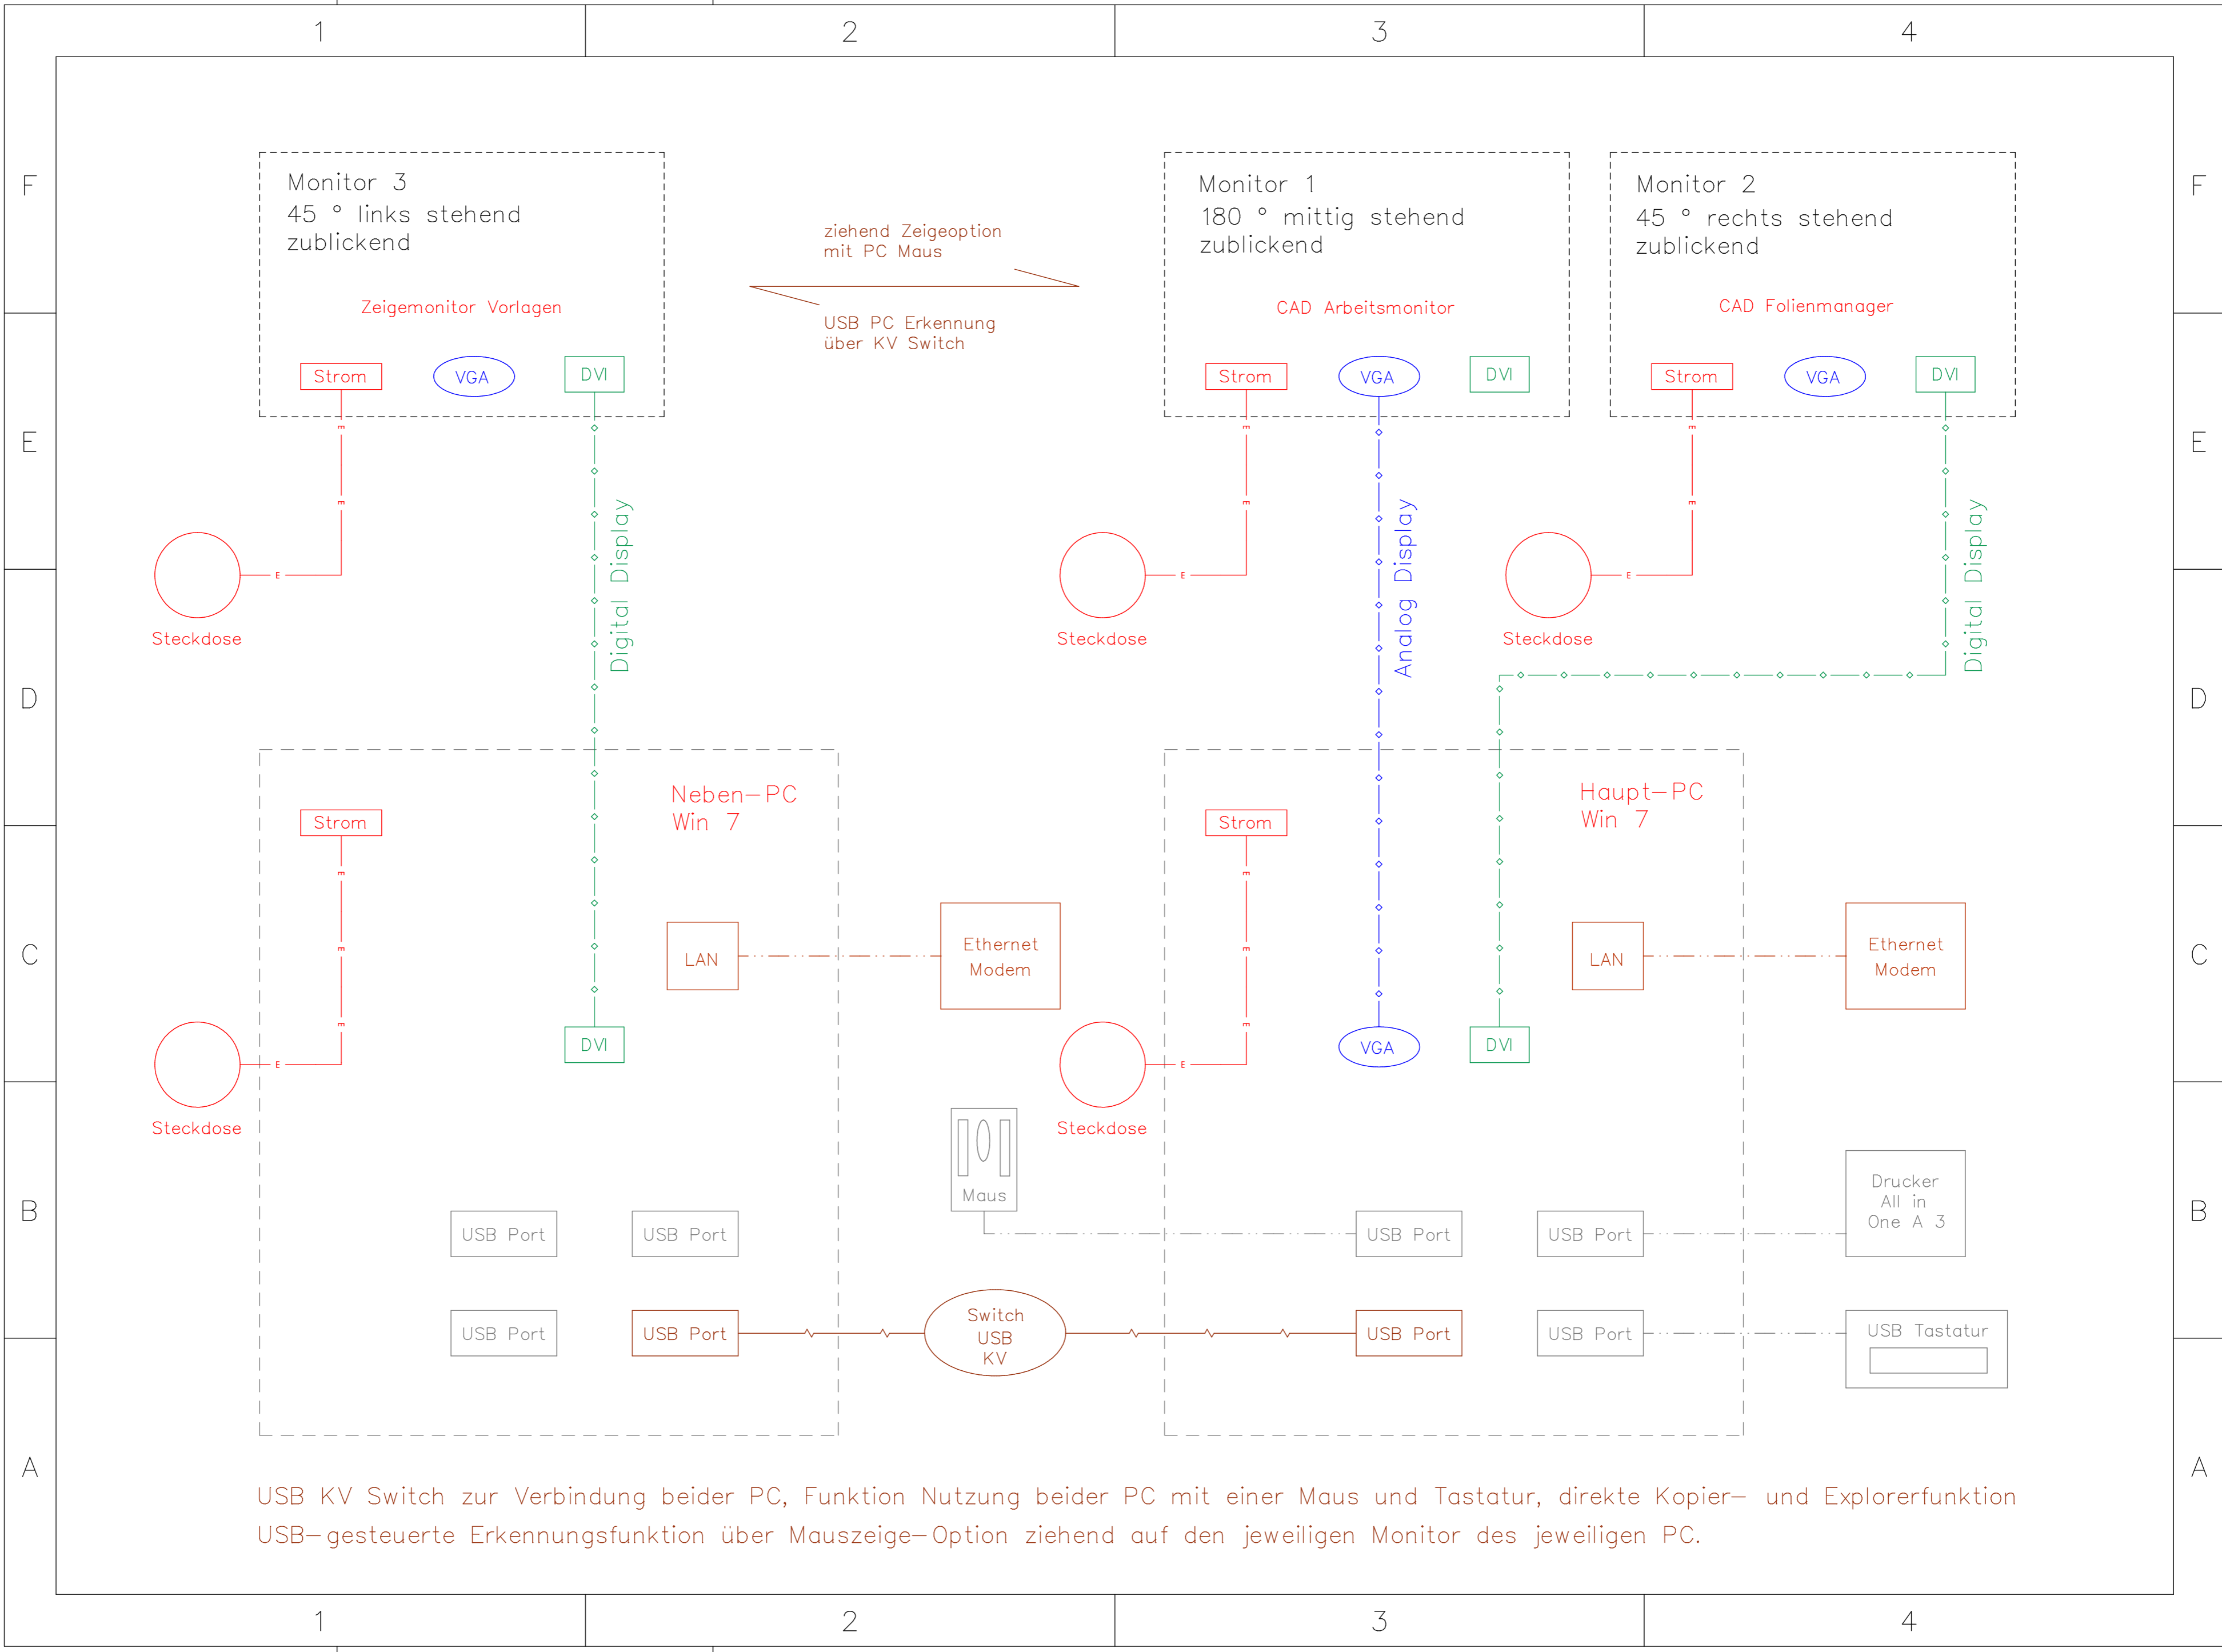 1 2 3 4
F F
Monitor 3
45 ° links stehend
zublickend
Zeigemonitor Vorlagen
Strom VGA DVI
ziehend Zeigeoption
mit PC Maus
USB PC Erkennung
über KV Switch
Monitor 1
180 ° mittig stehend
zublickend
CAD Arbeitsmonitor
Strom VGA DVI
Monitor 2
45 ° rechts stehend
zublickend
CAD Folienmanager
Strom VGA DVI
E E
E E E
E E E
E E E
Digital Display
Analog Display
Digital Display
Steckdose Steckdose Steckdose
D D
Neben-PC
Win 7
Haupt-PC
Win 7
Strom Strom
E E
C C
E E
LAN
Ethernet
Modem
LAN
Ethernet
Modem
E E
DVI VGA DVI
E E
Steckdose Steckdose
Maus
Drucker
All in
One A 3
B B
USB Port USB Port USB Port USB Port
USB Port USB Port
Switch
USB
KV
USB Port USB Port
USB Tastatur
A A
USB KV Switch zur Verbindung beider PC, Funktion Nutzung beider PC mit einer Maus und Tastatur, direkte Kopier- und Explorerfunktion
USB-gesteuerte Erkennungsfunktion über Mauszeige-Option ziehend auf den jeweiligen Monitor des jeweiligen PC.
1 2 3 4